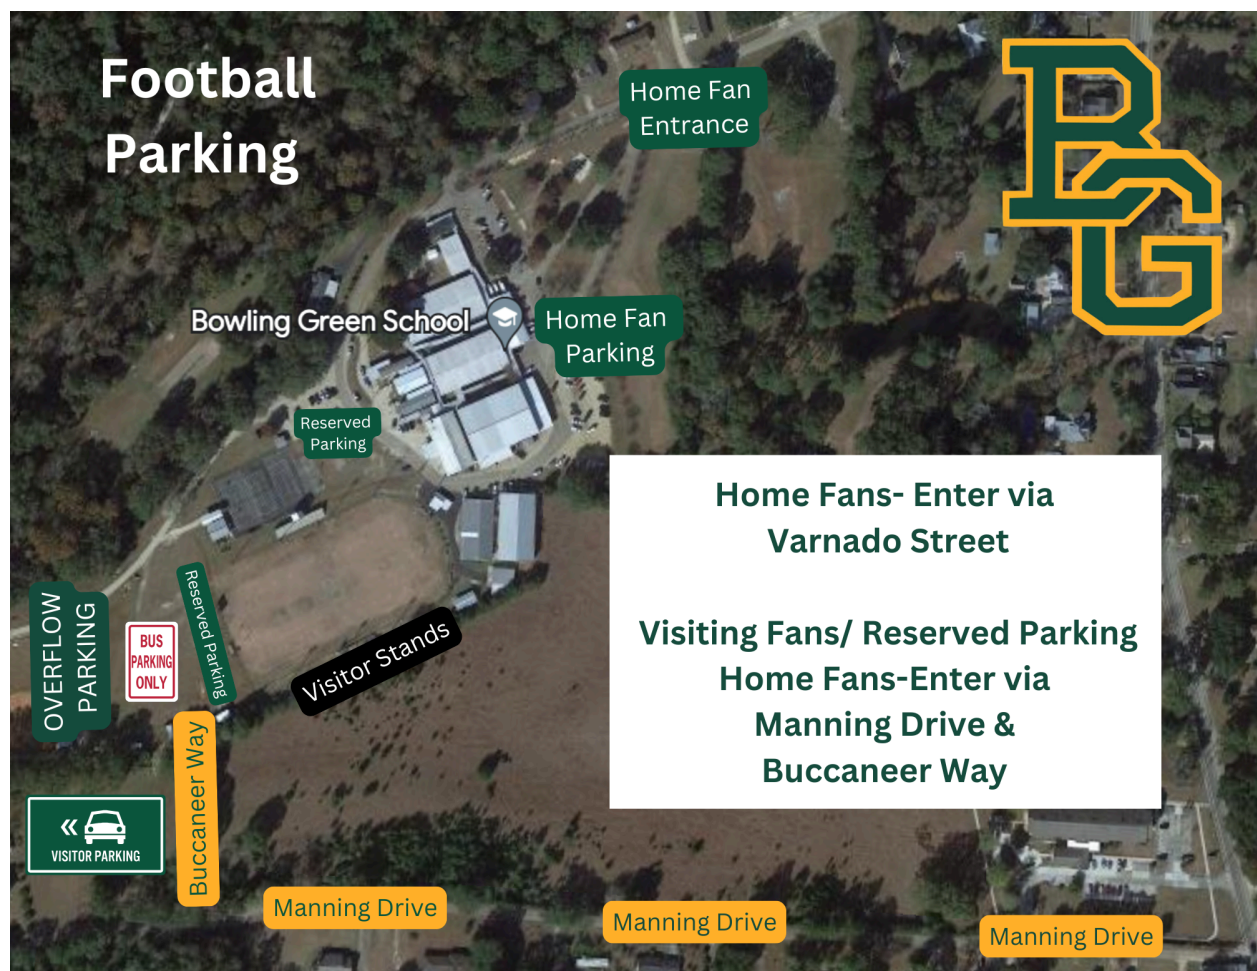 Football
Parking
Home Fan
Entrance
BG
Bowling Green School
Home Fan
Parking
Reserved
Parking
Home Fans- Enter via
Varnado Street
Visiting Fans/ Reserved Parking
Home Fans-Enter via
Manning Drive &
Buccaneer Way
OVERFLOW
PARKING
BUS
PARKING
ONLY
Reserved Parking
Visitor Stands
Buccaneer Way
«
VISITOR PARKING
Manning Drive
Manning Drive
Manning Drive